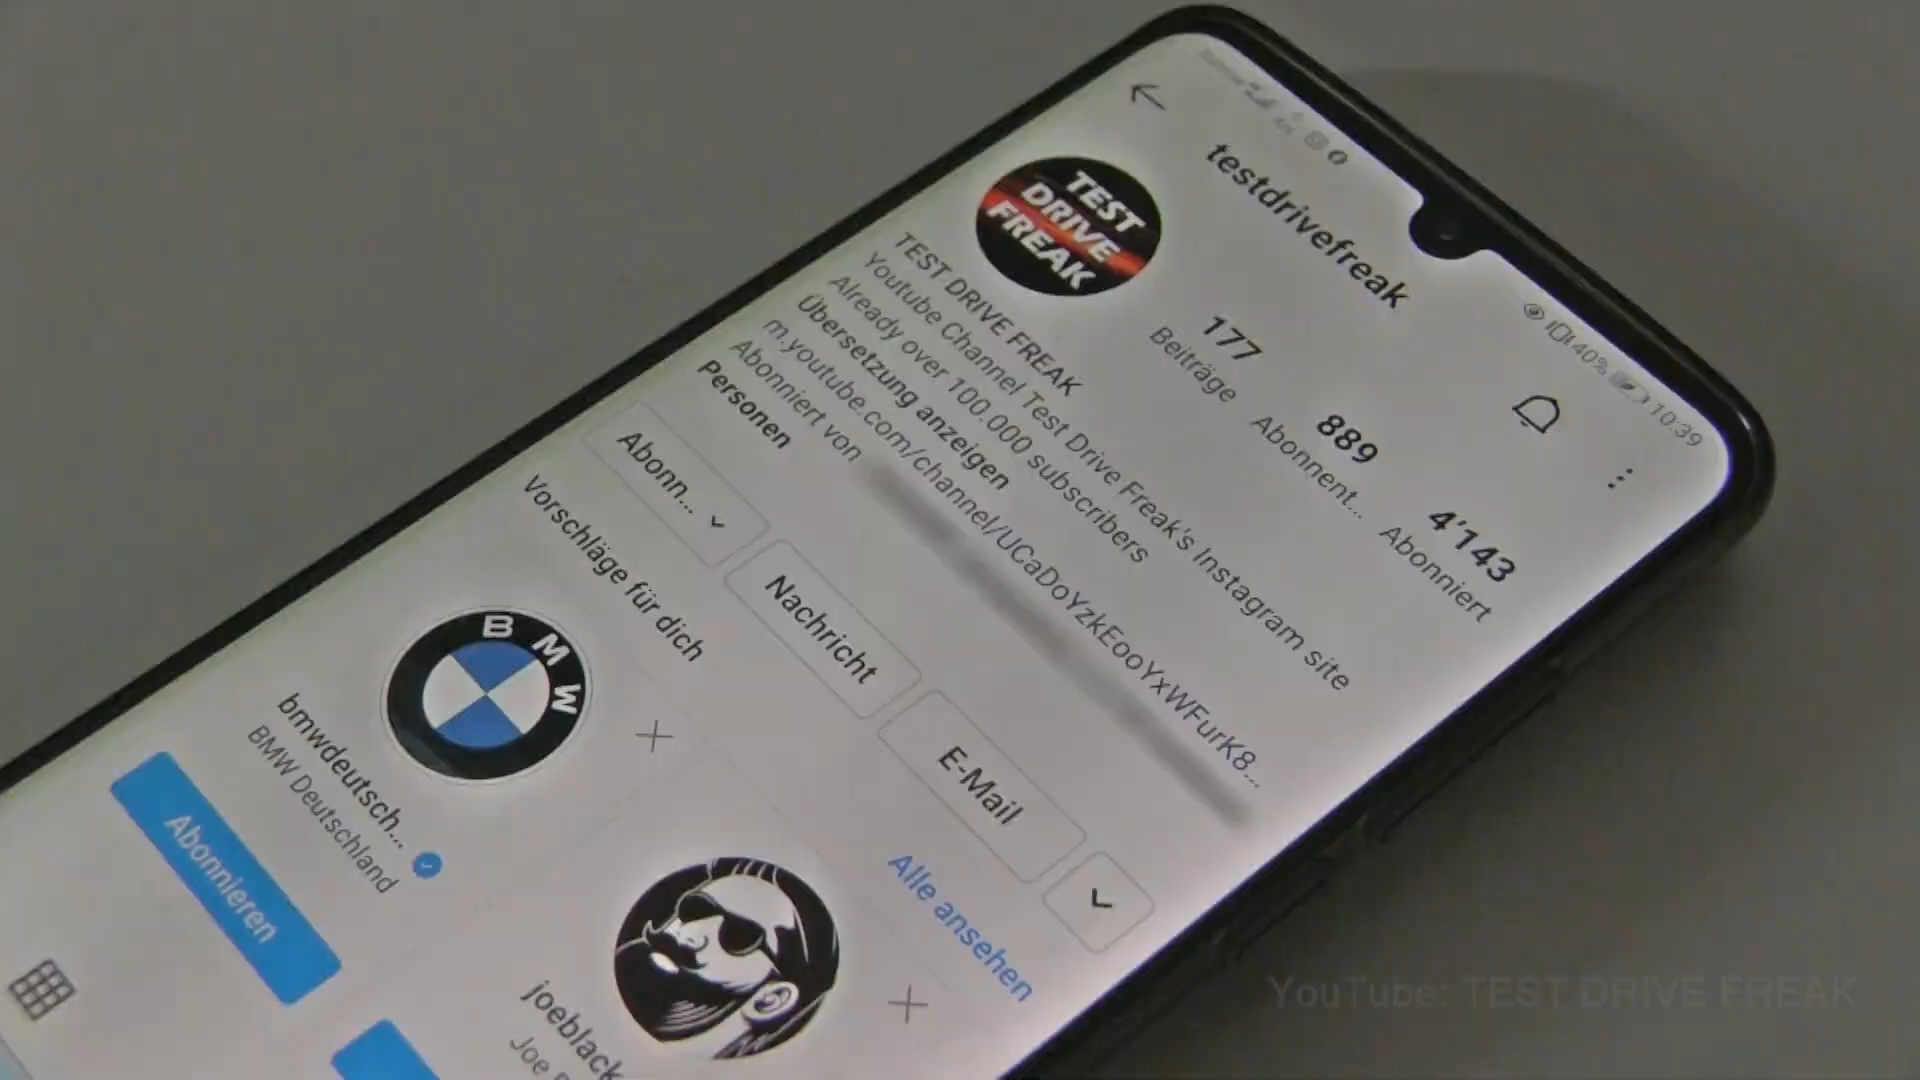 40%
10:39
testdrivefreak
TEST
DRIVE
FREAK
177
Beiträge
889
Abonnent...
4'143
Abonniert
TEST DRIVE FREAK
Youtube Channel Test Drive Freak's Instagram site
Already over 100.000 subscribers
Übersetzung anzeigen
m.youtube.com/channel/UCaDoYzkEooYxWFurK8...
Abonniert von
Personen
Abonn...
Nachricht
E-Mail
Vorschläge für dich
Alle ansehen
BMW
bmwdeutsch...
BMW Deutschland
Abonnieren
joeblack
Joe
YouTube: TEST DRIVE FREAK